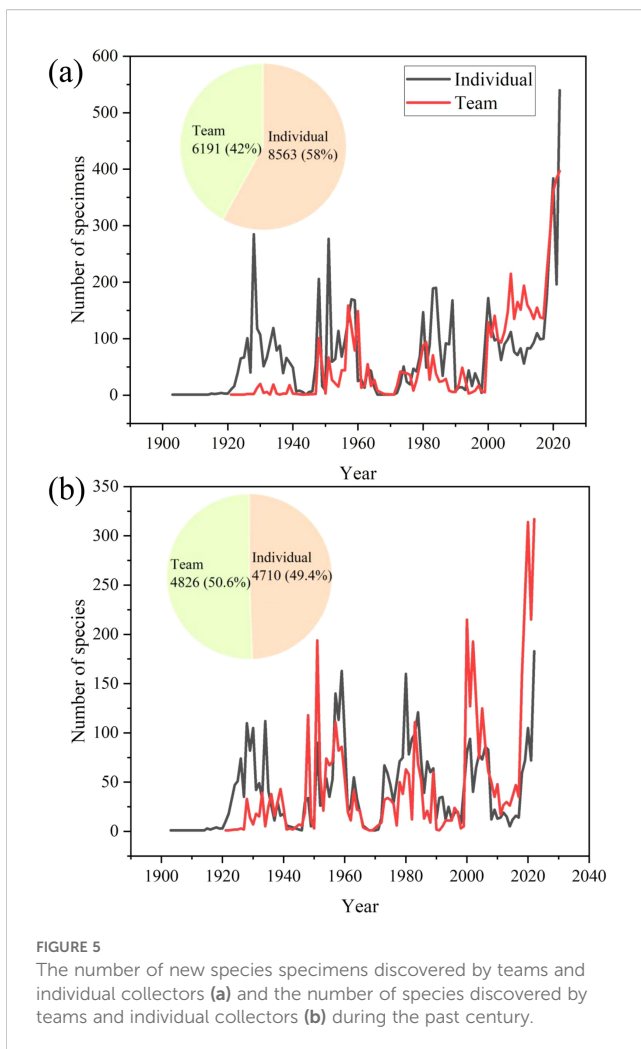 (a)
600
500
400
300
200
100
0
Number of specimens
Individual
Team
Team
6191 (42%)
Individual
8563 (58%)
1900
1920
1940
1960
1980
2000
2020
Year
(b)
350
300
250
200
150
100
50
0
Number of species
Team
4826 (50.6%)
Individual
4710 (49.4%)
1900
1920
1940
1960
1980
2000
2020
2040
Year
FIGURE 5
The number of new species specimens discovered by teams and
individual collectors (a) and the number of species discovered by
teams and individual collectors (b) during the past century.